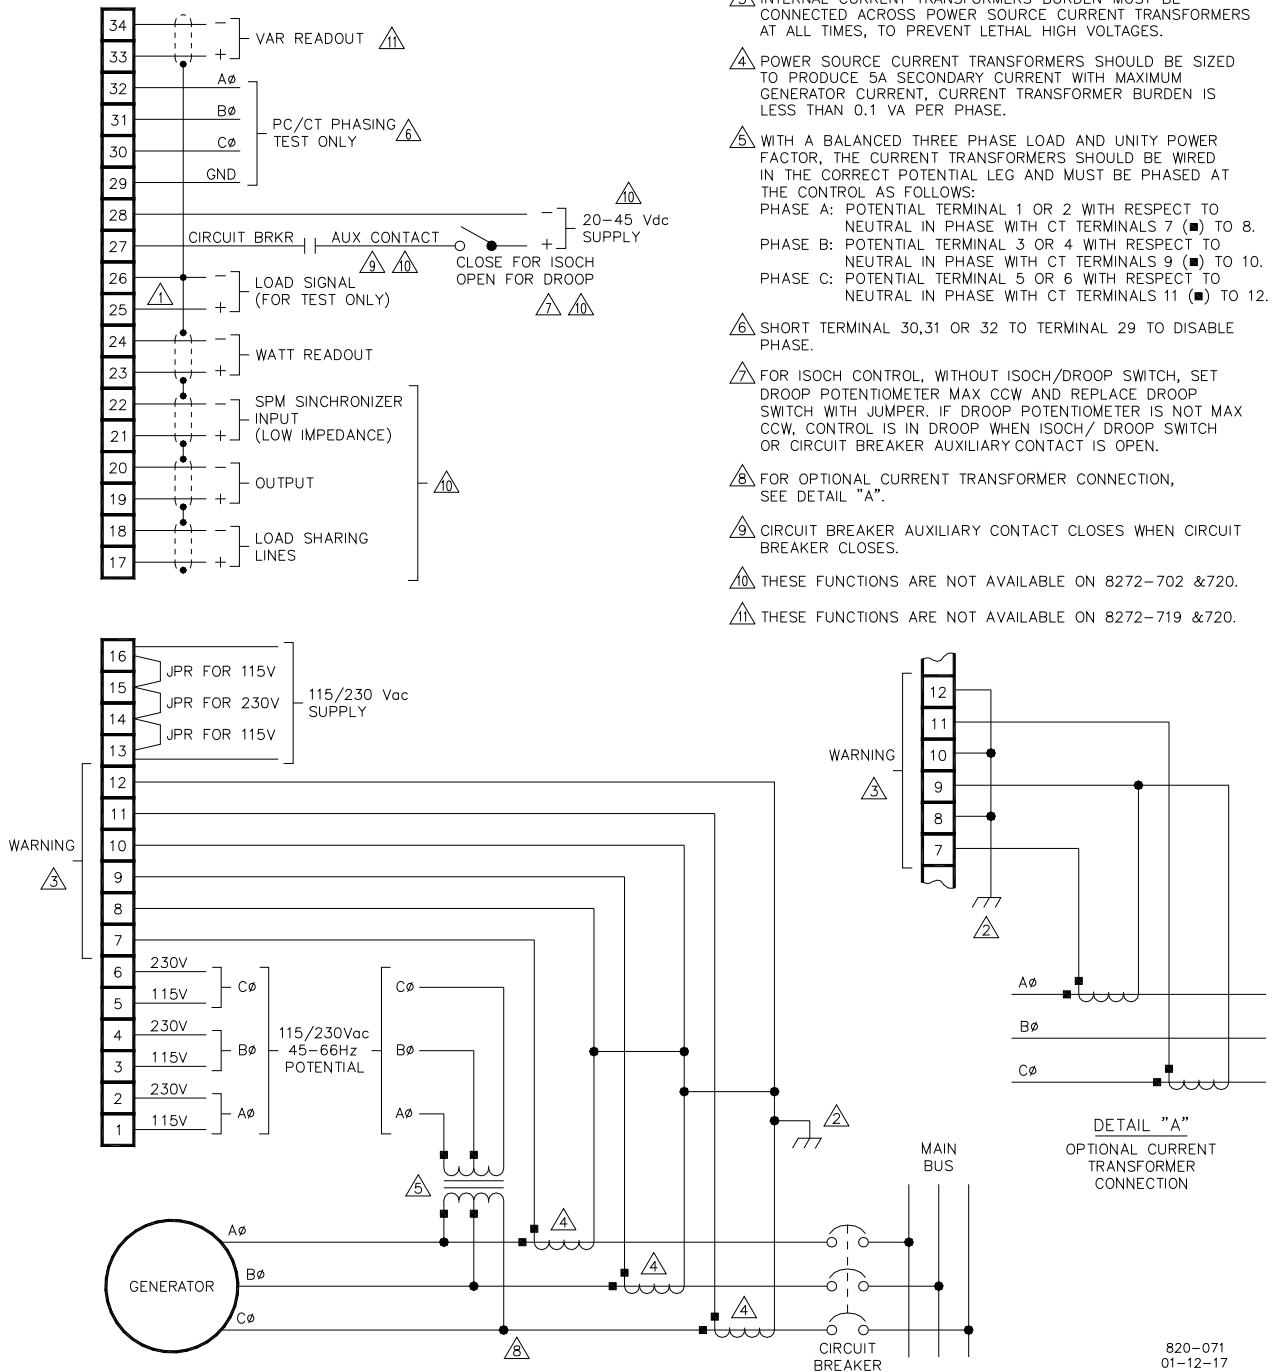 34
33
32
31
30
29
28
27
26
25
24
23
22
21
20
19
18
17
− VAR READOUT 11
+
AØ
BØ
CØ
GND
PC/CT PHASING 6
TEST ONLY
10
− 20−45 Vdc
+ SUPPLY
CIRCUIT BRKR AUX CONTACT
9 10
CLOSE FOR ISOCH
OPEN FOR DROOP
7 10
1
− LOAD SIGNAL
+ (FOR TEST ONLY)
− WATT READOUT
+
− SPM SINCHRONIZER
INPUT
+ (LOW IMPEDANCE)
− OUTPUT
+
− LOAD SHARING
+ LINES
10
3 INTERNAL CURRENT TRANSFORMERS BURDEN MUST BE
CONNECTED ACROSS POWER SOURCE CURRENT TRANSFORMERS
AT ALL TIMES, TO PREVENT LETHAL HIGH VOLTAGES.
4 POWER SOURCE CURRENT TRANSFORMERS SHOULD BE SIZED
TO PRODUCE 5A SECONDARY CURRENT WITH MAXIMUM
GENERATOR CURRENT, CURRENT TRANSFORMER BURDEN IS
LESS THAN 0.1 VA PER PHASE.
5 WITH A BALANCED THREE PHASE LOAD AND UNITY POWER
FACTOR, THE CURRENT TRANSFORMERS SHOULD BE WIRED
IN THE CORRECT POTENTIAL LEG AND MUST BE PHASED AT
THE CONTROL AS FOLLOWS:
PHASE A: POTENTIAL TERMINAL 1 OR 2 WITH RESPECT TO
NEUTRAL IN PHASE WITH CT TERMINALS 7 (■) TO 8.
PHASE B: POTENTIAL TERMINAL 3 OR 4 WITH RESPECT TO
NEUTRAL IN PHASE WITH CT TERMINALS 9 (■) TO 10.
PHASE C: POTENTIAL TERMINAL 5 OR 6 WITH RESPECT TO
NEUTRAL IN PHASE WITH CT TERMINALS 11 (■) TO 12.
6 SHORT TERMINAL 30,31 OR 32 TO TERMINAL 29 TO DISABLE
PHASE.
7 FOR ISOCH CONTROL, WITHOUT ISOCH/DROOP SWITCH, SET
DROOP POTENTIOMETER MAX CCW AND REPLACE DROOP
SWITCH WITH JUMPER. IF DROOP POTENTIOMETER IS NOT MAX
CCW, CONTROL IS IN DROOP WHEN ISOCH/ DROOP SWITCH
OR CIRCUIT BREAKER AUXILIARY CONTACT IS OPEN.
8 FOR OPTIONAL CURRENT TRANSFORMER CONNECTION,
SEE DETAIL "A".
9 CIRCUIT BREAKER AUXILIARY CONTACT CLOSES WHEN CIRCUIT
BREAKER CLOSES.
10 THESE FUNCTIONS ARE NOT AVAILABLE ON 8272−702 &720.
11 THESE FUNCTIONS ARE NOT AVAILABLE ON 8272−719 &720.
16
15
14
13
12
11
10
9
8
7
6
5
4
3
2
1
JPR FOR 115V
JPR FOR 230V
JPR FOR 115V
115/230 Vac
SUPPLY
WARNING
3
230V
115V
CØ
230V
115V
BØ
230V
115V
AØ
115/230Vac
45−66Hz
POTENTIAL
CØ
BØ
AØ
2
5
GENERATOR
AØ
BØ
CØ
4
4
4
8
MAIN
BUS
CIRCUIT
BREAKER
12
11
10
9
8
7
WARNING
3
2
AØ
BØ
CØ
DETAIL "A"
OPTIONAL CURRENT
TRANSFORMER
CONNECTION
820−071
01−12−17